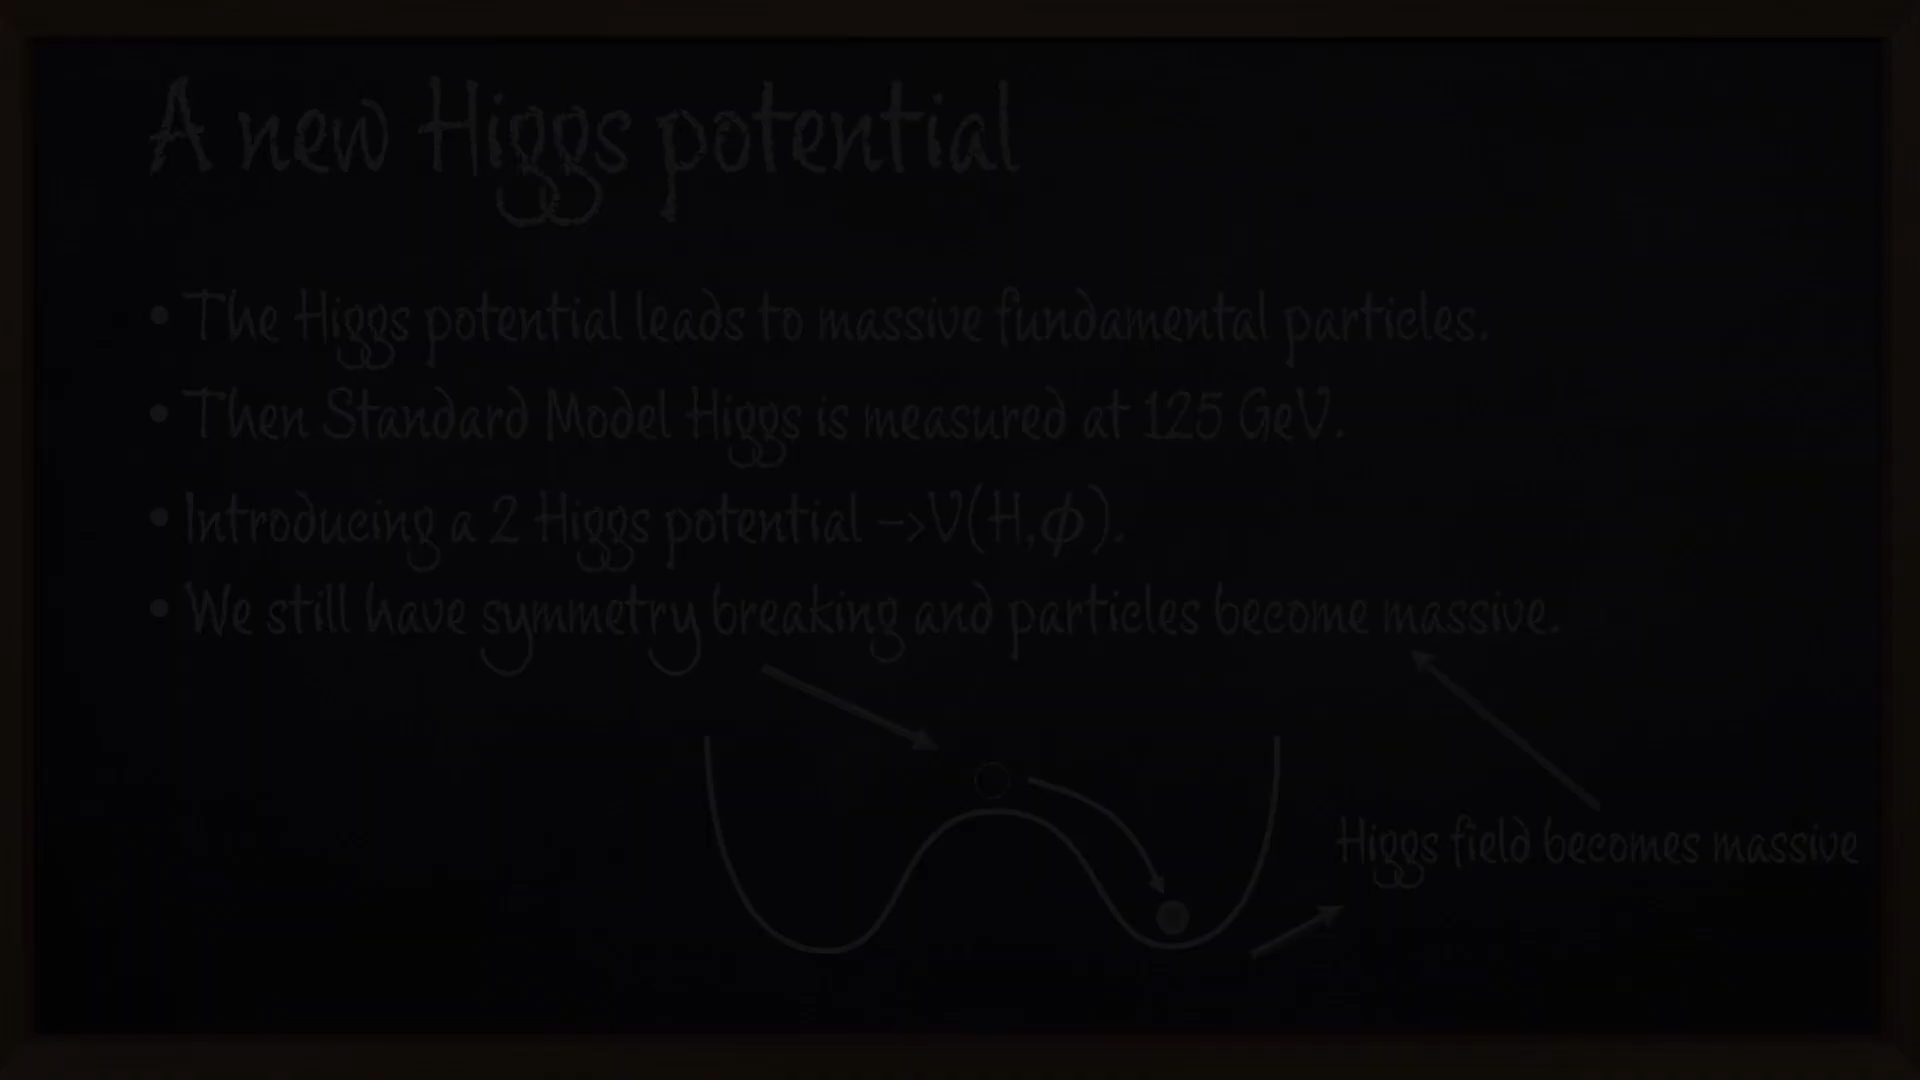 A new Higgs potential
• The Higgs potential leads to massive fundamental particles.
• Then Standard Model Higgs is measured at 125 GeV.
• Introducing a 2 Higgs potential ->V(H,ϕ).
• We still have symmetry breaking and particles become massive.
Higgs field becomes massive